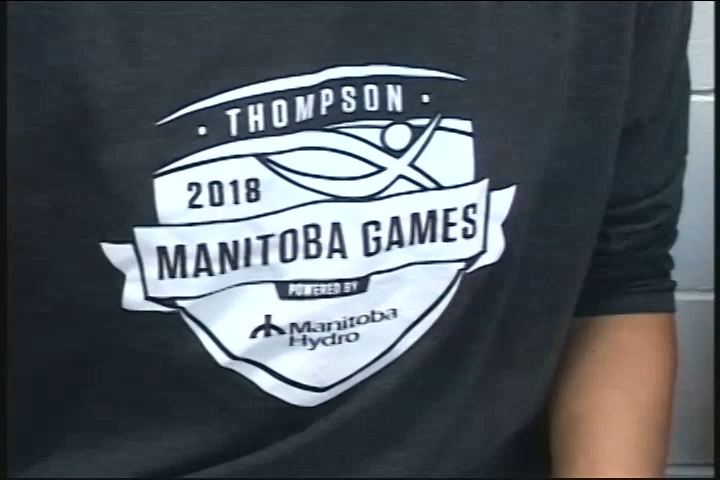 · THOMPSON ·
2018
MANITOBA GAMES
POWERED BY
Manitoba
Hydro